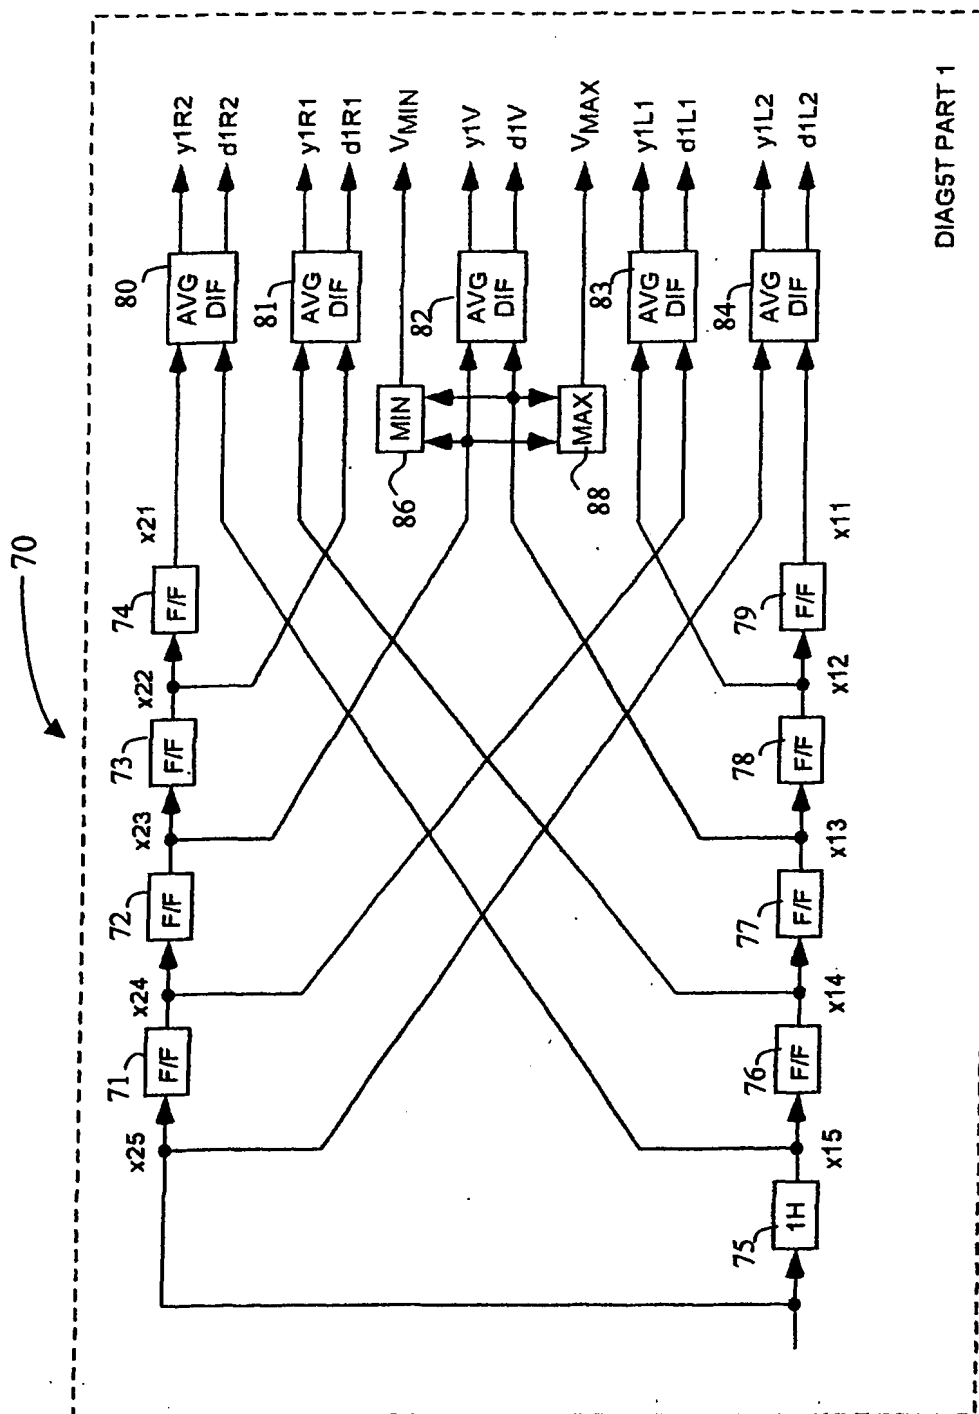 70
x25
71
F/F
x24
72
F/F
x23
73
F/F
x22
74
F/F
x21
80
AVG
DIF
y1R2
d1R2
81
AVG
DIF
y1R1
d1R1
86
MIN
VMIN
82
AVG
DIF
y1V
d1V
88
MAX
VMAX
83
AVG
DIF
y1L1
d1L1
84
AVG
DIF
y1L2
d1L2
75
1H
x15
76
F/F
x14
77
F/F
x13
78
F/F
x12
79
F/F
x11
DIAG5T PART 1